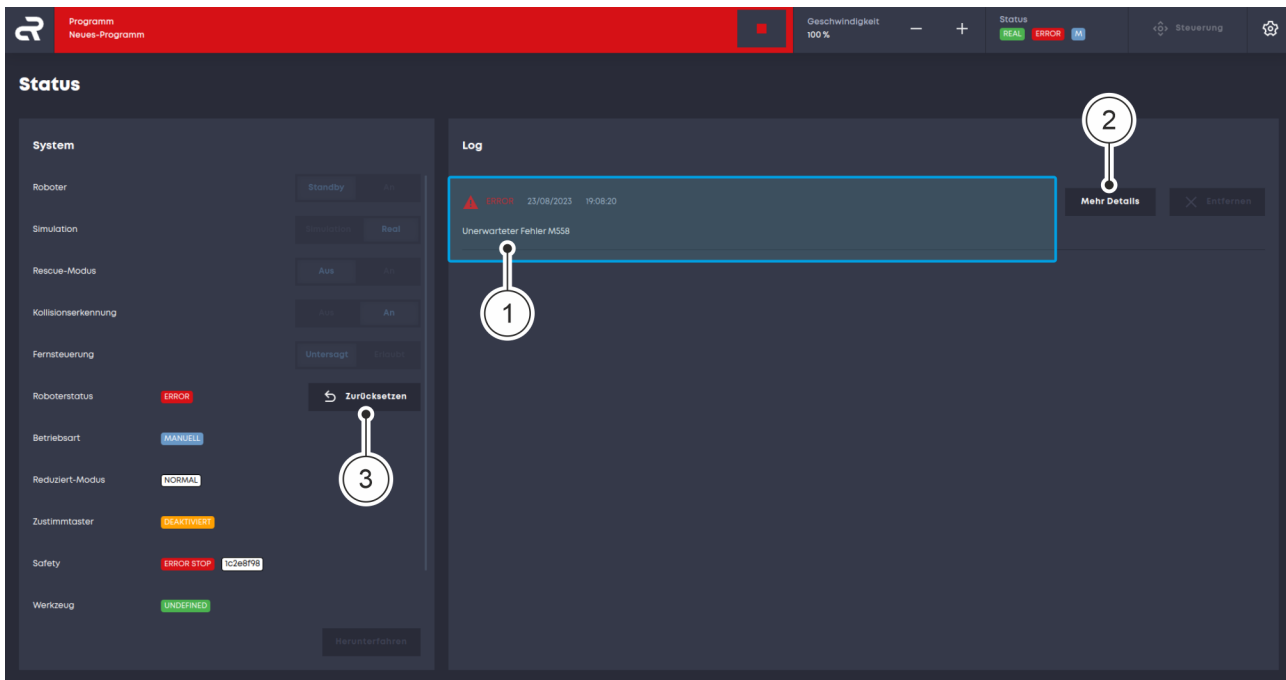 Programm
Neues-Programm
Geschwindigkeit
100 %
Status
REAL ERROR M
Steuerung
Status
System
Log
Roboter
Standby An
ERROR 23/08/2023 19:08:20
Mehr Details
Entfernen
Simulation
Real
Unerwarteter Fehler M558
Rescue-Modus
Aus An
Kollisionserkennung
Aus An
Fernsteuerung
Untersagt Erlaubt
Roboterstatus ERROR
Zurücksetzen
Betriebsart MANUELL
Reduziert-Modus NORMAL
Zustimmtaster DEAKTIVIERT
Safety ERROR STOP 1c2e8f98
Werkzeug UNDEFINED
Herunterfahren
1
2
3